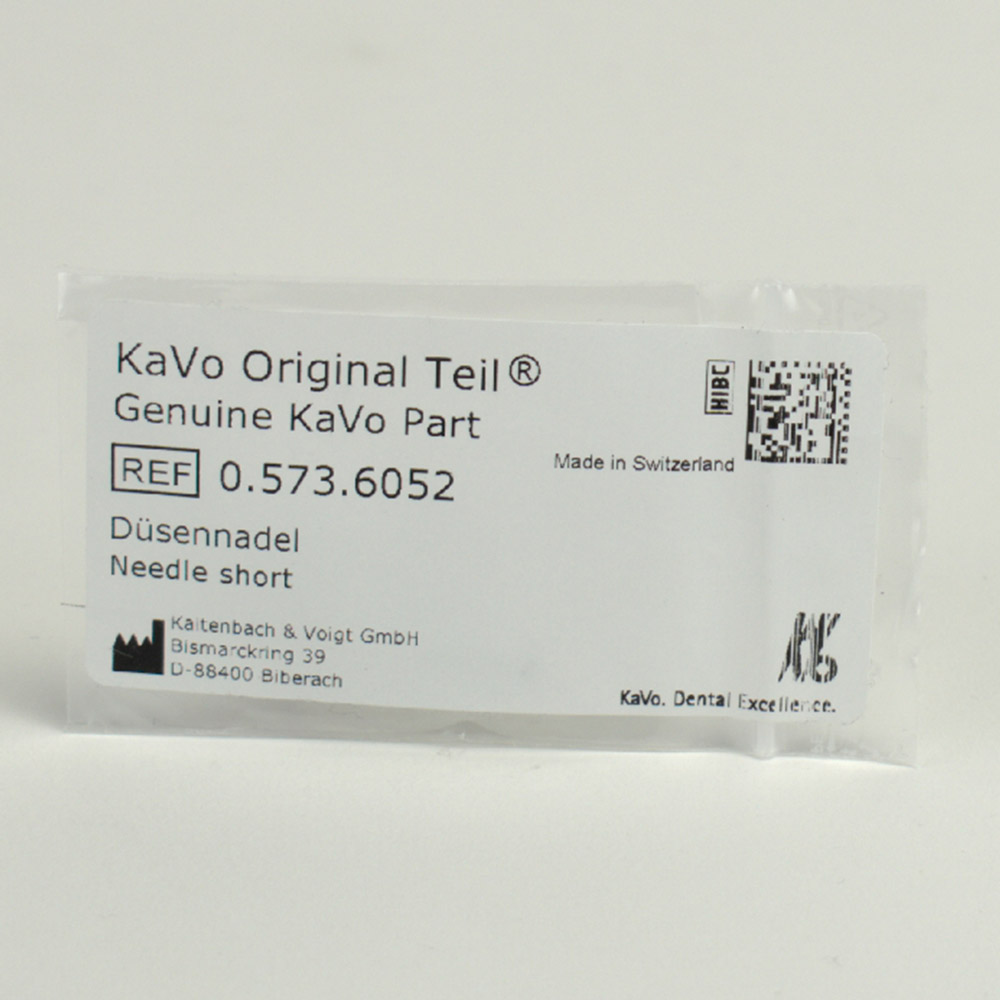 KaVo Original Teil®
Genuine KaVo Part
HIBC
Made in Switzerland
REF 0.573.6052
Düsennadel
Needle short
Kaltenbach & Voigt GmbH
Bismarckring 39
D-88400 Biberach
KaVo. Dental Excellence.